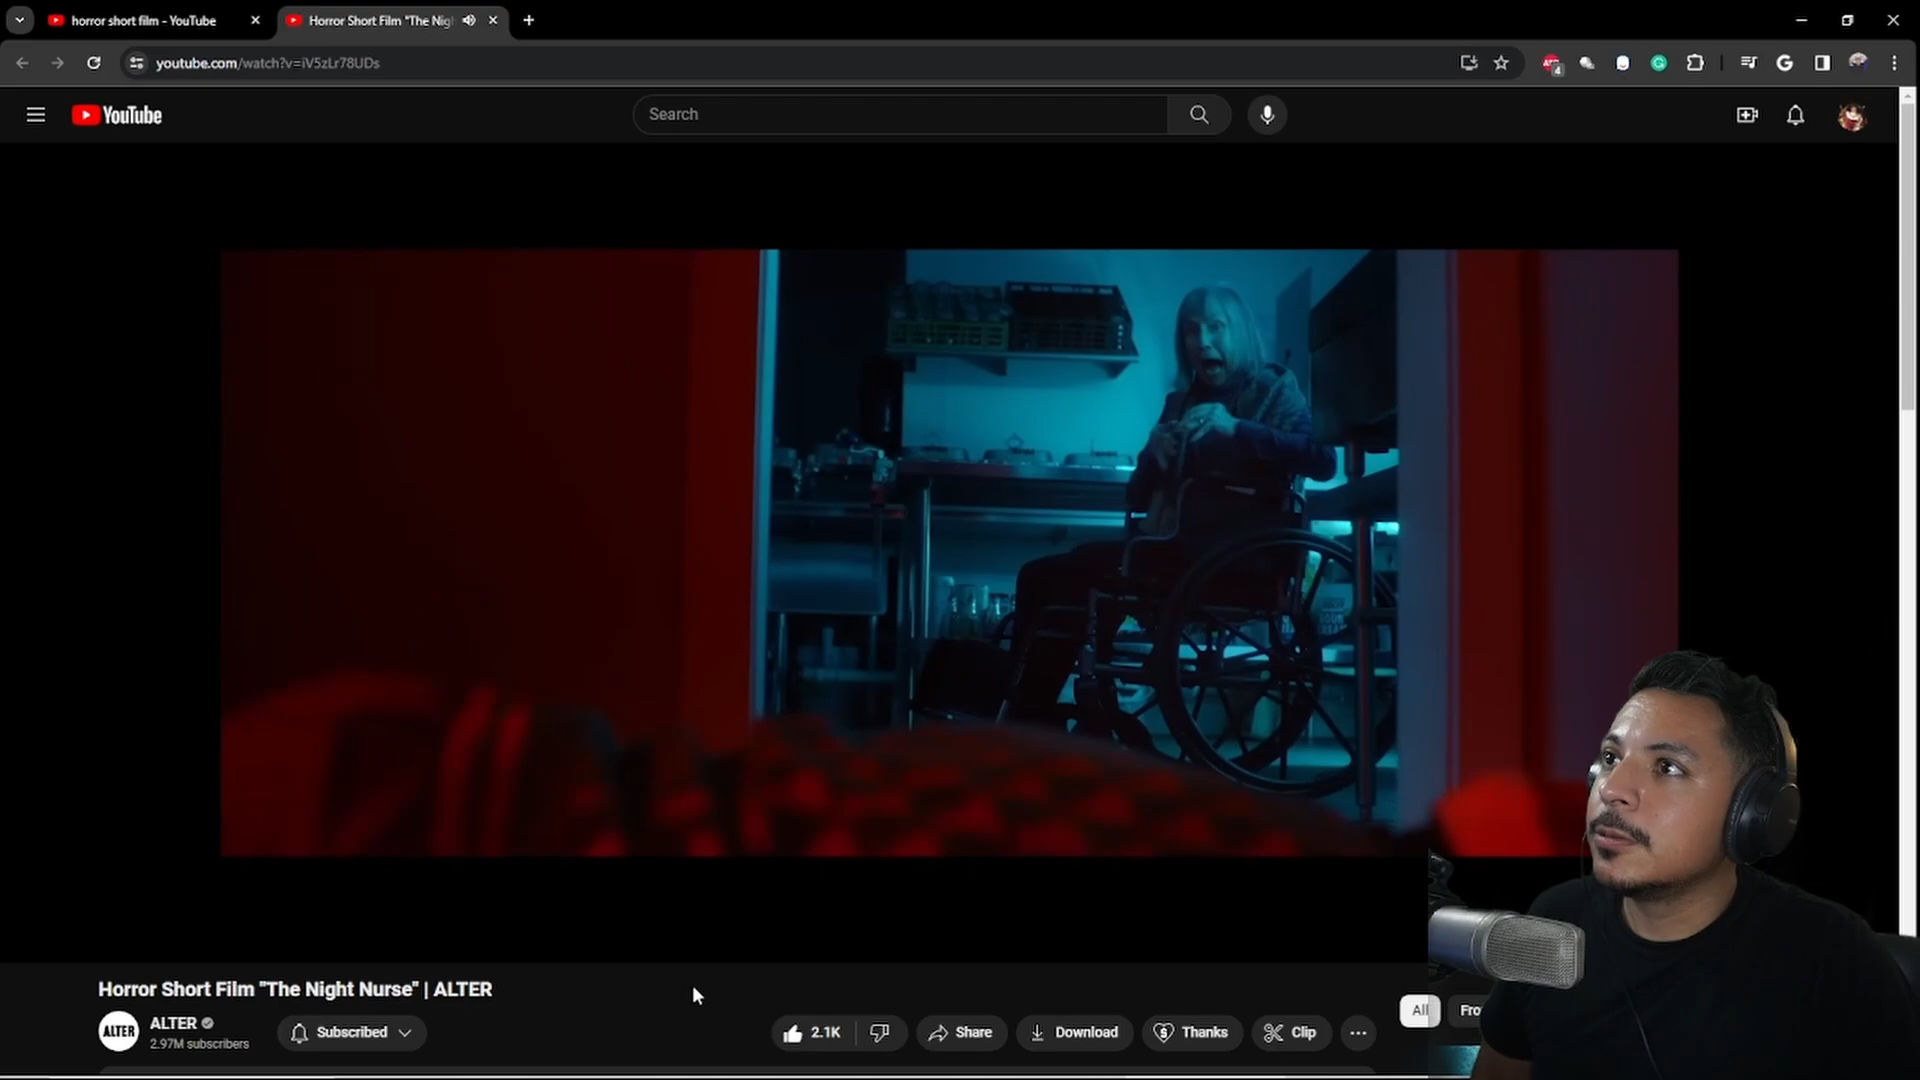 horror short film - YouTube
Horror Short Film "The Nig
youtube.com/watch?v=iV5zLr78UDs
4
YouTube
Search
Horror Short Film "The Night Nurse" | ALTER
ALTER
ALTER
2.97M subscribers
Subscribed
2.1K
Share
Download
Thanks
Clip
All
Fro